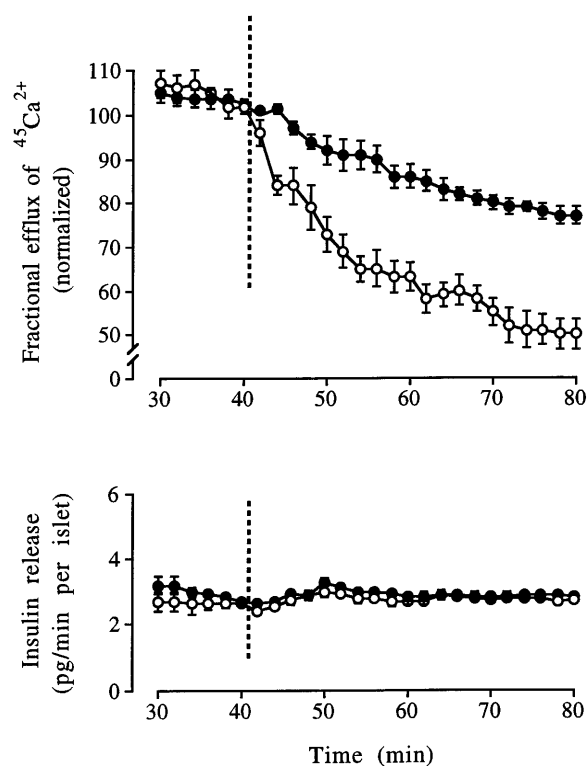 Fractional efflux of ⁴⁵Ca²⁺
(normalized)
110
100
90
80
70
60
50
0
30 40 50 60 70 80
Insulin release
(pg/min per islet)
6
4
2
0
30 40 50 60 70 80
Time (min)